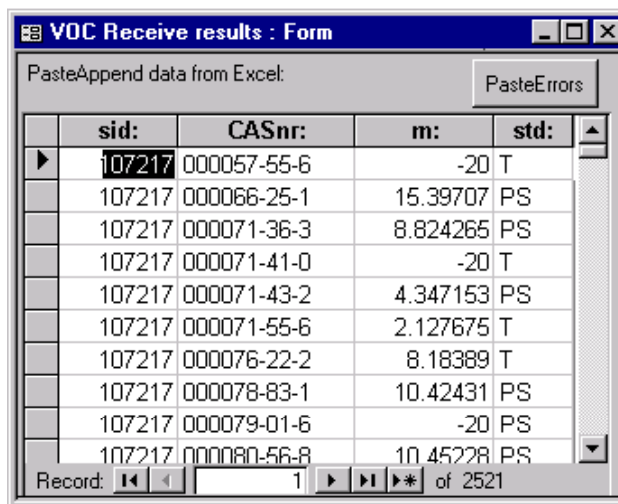 VOC Receive results : Form
PasteAppend data from Excel:
PasteErrors
sid: CASnr: m: std:
107217 000057-55-6 -20 T
107217 000066-25-1 15.39707 PS
107217 000071-36-3 8.824265 PS
107217 000071-41-0 -20 T
107217 000071-43-2 4.347153 PS
107217 000071-55-6 2.127675 T
107217 000076-22-2 8.18389 T
107217 000078-83-1 10.42431 PS
107217 000079-01-6 -20 PS
107217 000080-56-8 10.45228 PS
Record: 1 of 2521